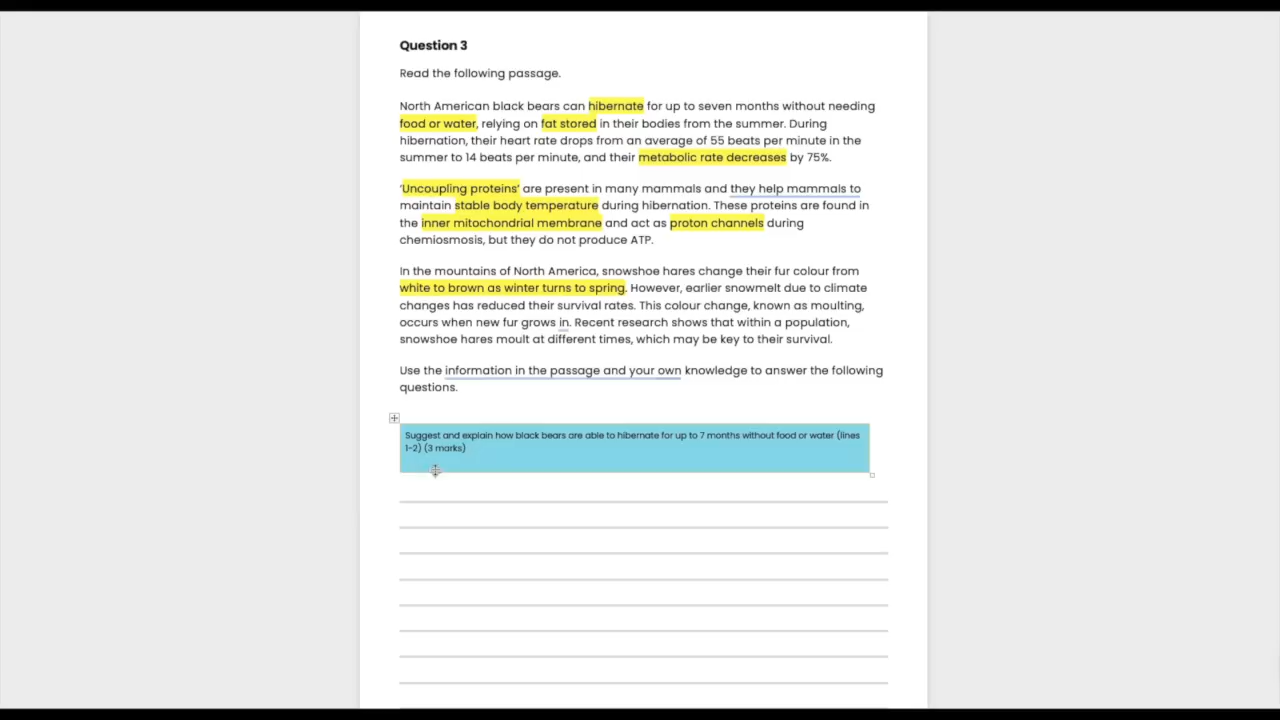 Question 3
Read the following passage.
North American black bears can hibernate for up to seven months without needing
food or water, relying on fat stored in their bodies from the summer. During
hibernation, their heart rate drops from an average of 55 beats per minute in the
summer to 14 beats per minute, and their metabolic rate decreases by 75%.
‘Uncoupling proteins’ are present in many mammals and they help mammals to
maintain stable body temperature during hibernation. These proteins are found in
the inner mitochondrial membrane and act as proton channels during
chemiosmosis, but they do not produce ATP.
In the mountains of North America, snowshoe hares change their fur colour from
white to brown as winter turns to spring. However, earlier snowmelt due to climate
changes has reduced their survival rates. This colour change, known as moulting,
occurs when new fur grows in. Recent research shows that within a population,
snowshoe hares moult at different times, which may be key to their survival.
Use the information in the passage and your own knowledge to answer the following
questions.
Suggest and explain how black bears are able to hibernate for up to 7 months without food or water (lines
1-2) (3 marks)